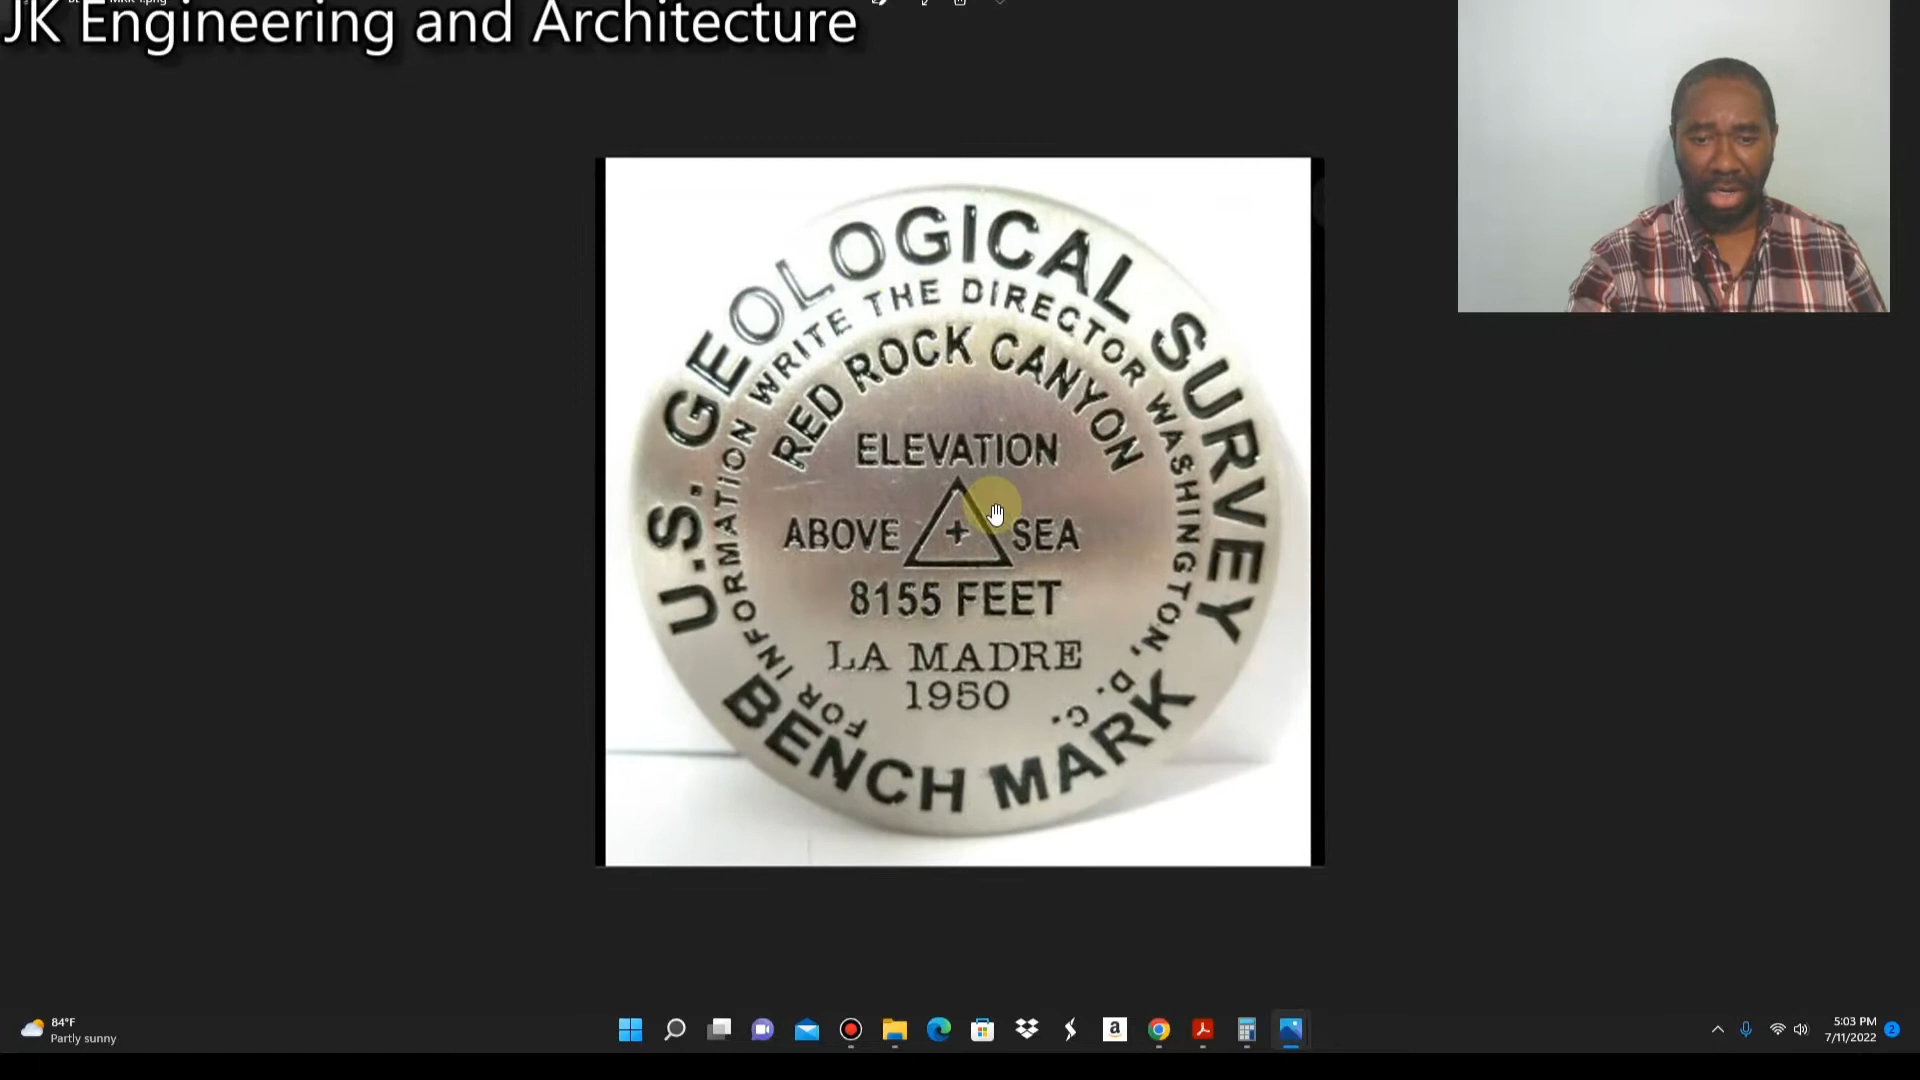 JK Engineering and Architecture
U.S. GEOLOGICAL SURVEY
FOR INFORMATION WRITE THE DIRECTOR WASHINGTON, D. C.
RED ROCK CANYON
ELEVATION
ABOVE + SEA
8155 FEET
LA MADRE
1950
BENCH MARK
84°F
Partly sunny
a
5:03 PM
7/11/2022
2